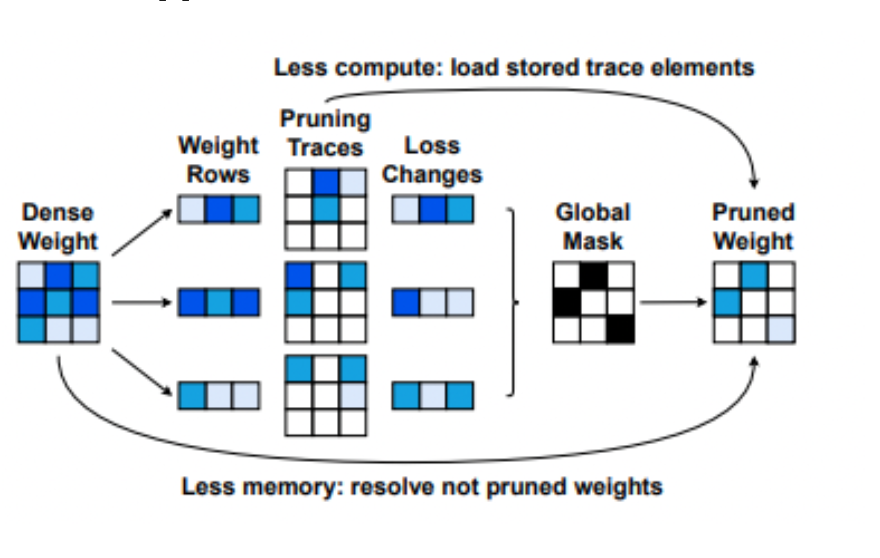 Less compute: load stored trace elements
Pruning
Traces
Weight
Rows
Loss
Changes
Dense
Weight
Global
Mask
Pruned
Weight
Less memory: resolve not pruned weights